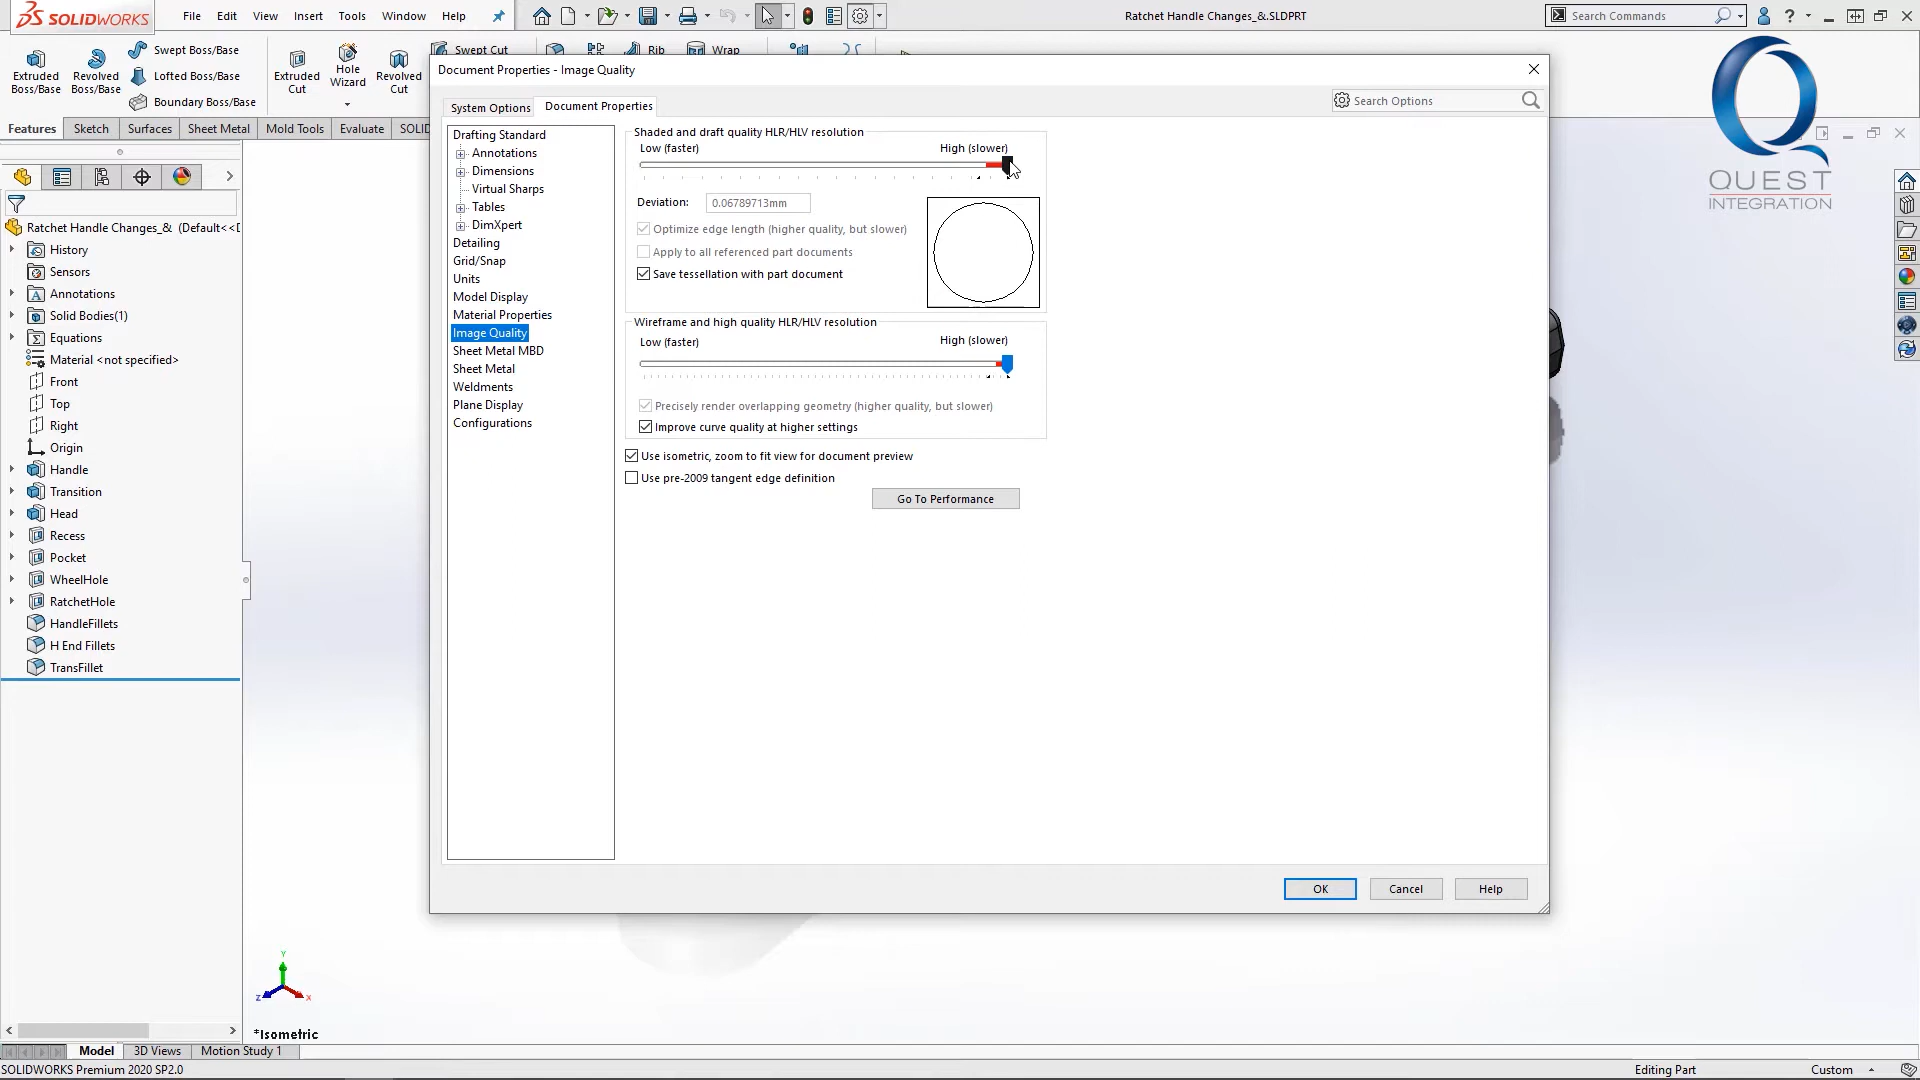 SOLIDWORKS
File Edit View Insert Tools Window Help
Ratchet Handle Changes_&.SLDPRT
Search Commands
Extruded Boss/Base
Revolved Boss/Base
Swept Boss/Base
Lofted Boss/Base
Boundary Boss/Base
Extruded Cut
Hole Wizard
Revolved Cut
Swept Cut
Rib
Wrap
Features Sketch Surfaces Sheet Metal Mold Tools Evaluate SOLID
Ratchet Handle Changes_& (Default<<D
History
Sensors
Annotations
Solid Bodies(1)
Equations
Material <not specified>
Front
Top
Right
Origin
Handle
Transition
Head
Recess
Pocket
WheelHole
RatchetHole
HandleFillets
H End Fillets
TransFillet
Document Properties - Image Quality
System Options Document Properties
Search Options
Drafting Standard
Annotations
Dimensions
Virtual Sharps
Tables
DimXpert
Detailing
Grid/Snap
Units
Model Display
Material Properties
Image Quality
Sheet Metal MBD
Sheet Metal
Weldments
Plane Display
Configurations
Shaded and draft quality HLR/HLV resolution
Low (faster) High (slower)
Deviation: 0.06789713mm
Optimize edge length (higher quality, but slower)
Apply to all referenced part documents
Save tessellation with part document
Wireframe and high quality HLR/HLV resolution
Low (faster) High (slower)
Precisely render overlapping geometry (higher quality, but slower)
Improve curve quality at higher settings
Use isometric, zoom to fit view for document preview
Use pre-2009 tangent edge definition
Go To Performance
OK Cancel Help
QUEST
INTEGRATION
Y
Z X
*Isometric
Model 3D Views Motion Study 1
SOLIDWORKS Premium 2020 SP2.0
Editing Part Custom